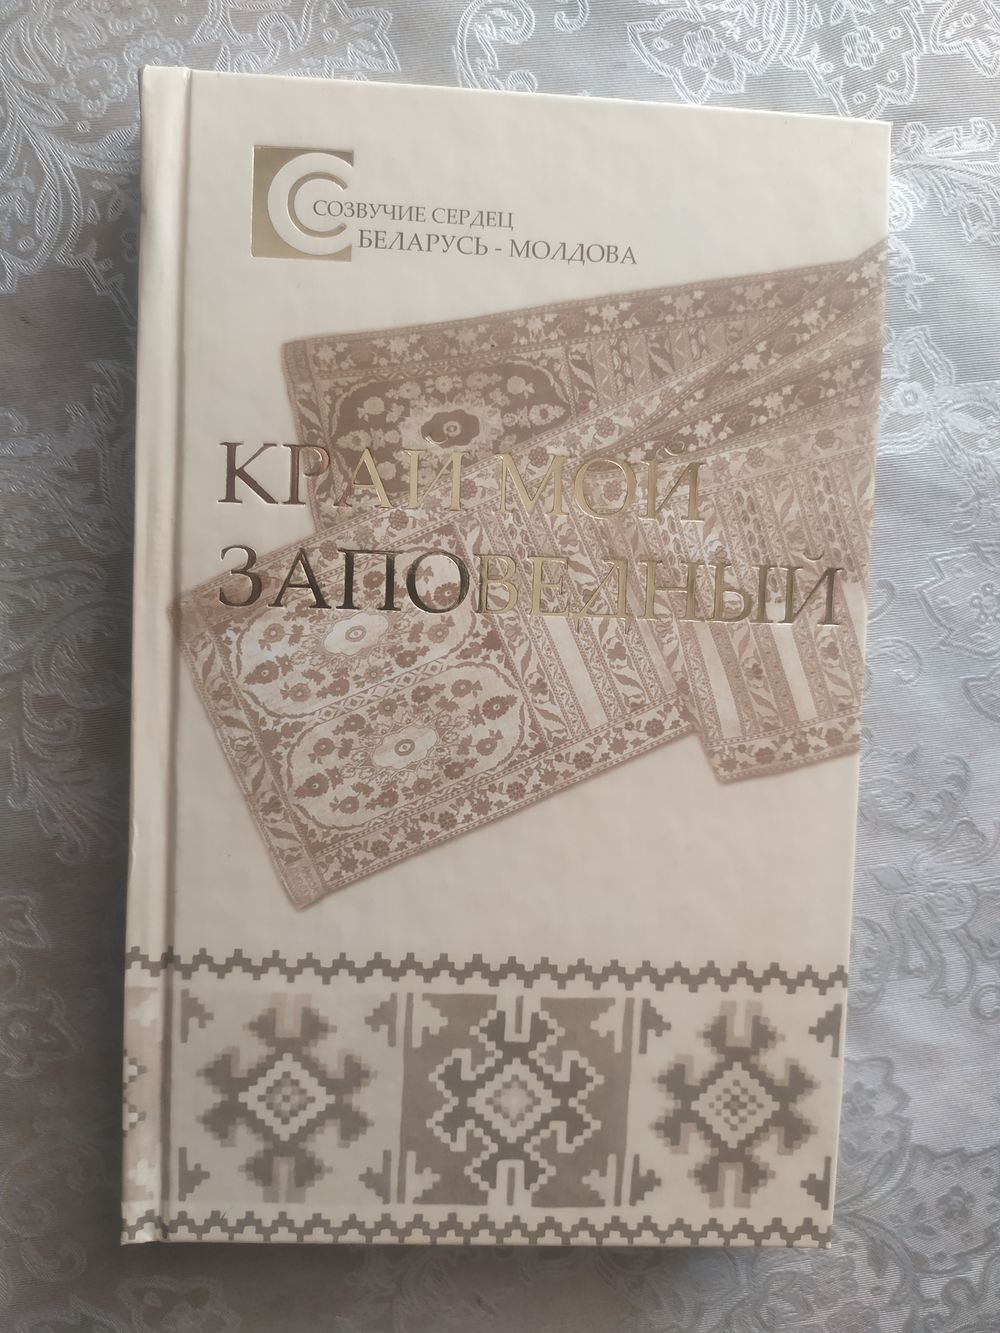 СОЗВУЧИЕ СЕРДЕЦ
БЕЛАРУСЬ - МОЛДОВА
КРАЙ МОЙ
ЗАПОВЕДНЫЙ